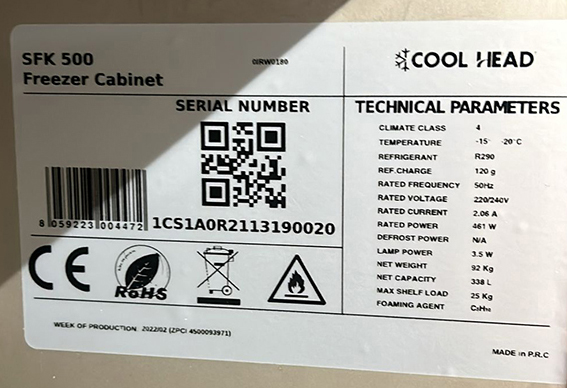 SFK 500
Freezer Cabinet
0IRW0180
COOL HEAD
SERIAL NUMBER
8 059223 004472
1CS1A0R2113190020
CE
RoHS
TECHNICAL PARAMETERS
CLIMATE CLASS 4
TEMPERATURE -15° -20°C
REFRIGERANT R290
REF.CHARGE 120 g
RATED FREQUENCY 50Hz
RATED VOLTAGE 220/240V
RATED CURRENT 2.06 A
RATED POWER 461 W
DEFROST POWER N/A
LAMP POWER 3.5 W
NET WEIGHT 92 Kg
NET CAPACITY 338 L
MAX SHELF LOAD 25 Kg
FOAMING AGENT C₅H₁₀
WEEK OF PRODUCTION: 2022/02 (ZPCI 4500093971)
MADE in P.R.C